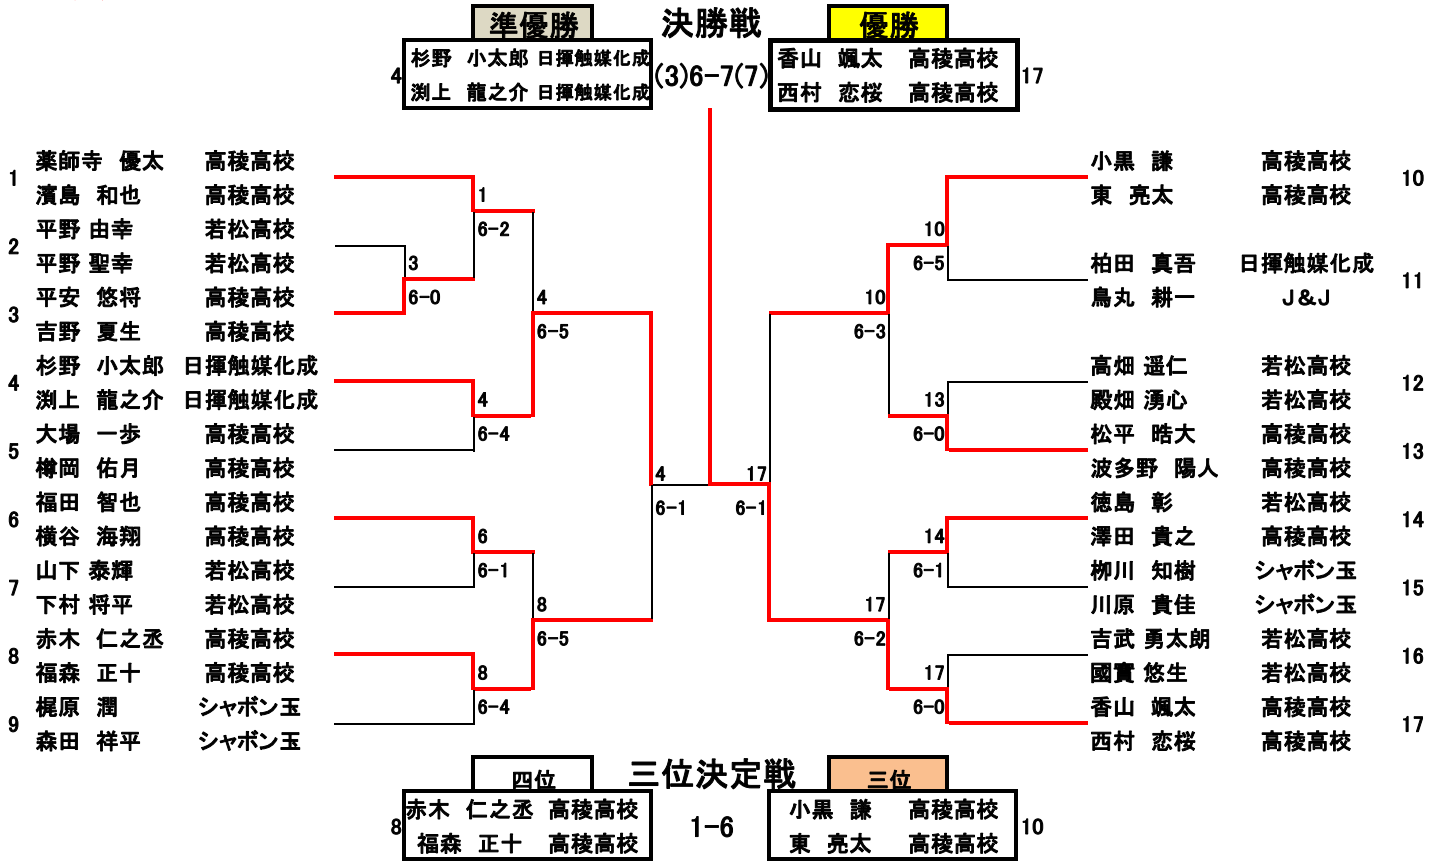 準優勝 決勝戦 優勝
4 杉野 小太郎 日揮触媒化成 (3)6-7(7) 香山 颯太 高稜高校 17
渕上 龍之介 日揮触媒化成 西村 恋桜 高稜高校
1 薬師寺 優太 高稜高校
濱島 和也 高稜高校
2 平野 由幸 若松高校
平野 聖幸 若松高校
3 平安 悠将 高稜高校
吉野 夏生 高稜高校
4 杉野 小太郎 日揮触媒化成
渕上 龍之介 日揮触媒化成
5 大場 一歩 高稜高校
樽岡 佑月 高稜高校
6 福田 智也 高稜高校
横谷 海翔 高稜高校
7 山下 泰輝 若松高校
下村 将平 若松高校
8 赤木 仁之丞 高稜高校
福森 正十 高稜高校
9 梶原 潤 シャボン玉
森田 祥平 シャボン玉
1
6-2
3
6-0
4
6-5
4
6-4
4
6-1
6
6-1
8
6-5
8
6-4
10
6-5
10
6-3
13
6-0
17
6-1
14
6-1
17
6-2
17
6-0
小黒 謙 高稜高校 10
東 亮太 高稜高校
柏田 真吾 日揮触媒化成 11
鳥丸 耕一 J&J
高畑 遥仁 若松高校 12
殿畑 湧心 若松高校
松平 晧大 高稜高校 13
波多野 陽人 高稜高校
徳島 彰 若松高校 14
澤田 貴之 高稜高校
栁川 知樹 シャボン玉 15
川原 貴佳 シャボン玉
吉武 勇太朗 若松高校 16
國實 悠生 若松高校
香山 颯太 高稜高校 17
西村 恋桜 高稜高校
四位 三位決定戦 三位
8 赤木 仁之丞 高稜高校 1-6 小黒 謙 高稜高校 10
福森 正十 高稜高校 東 亮太 高稜高校